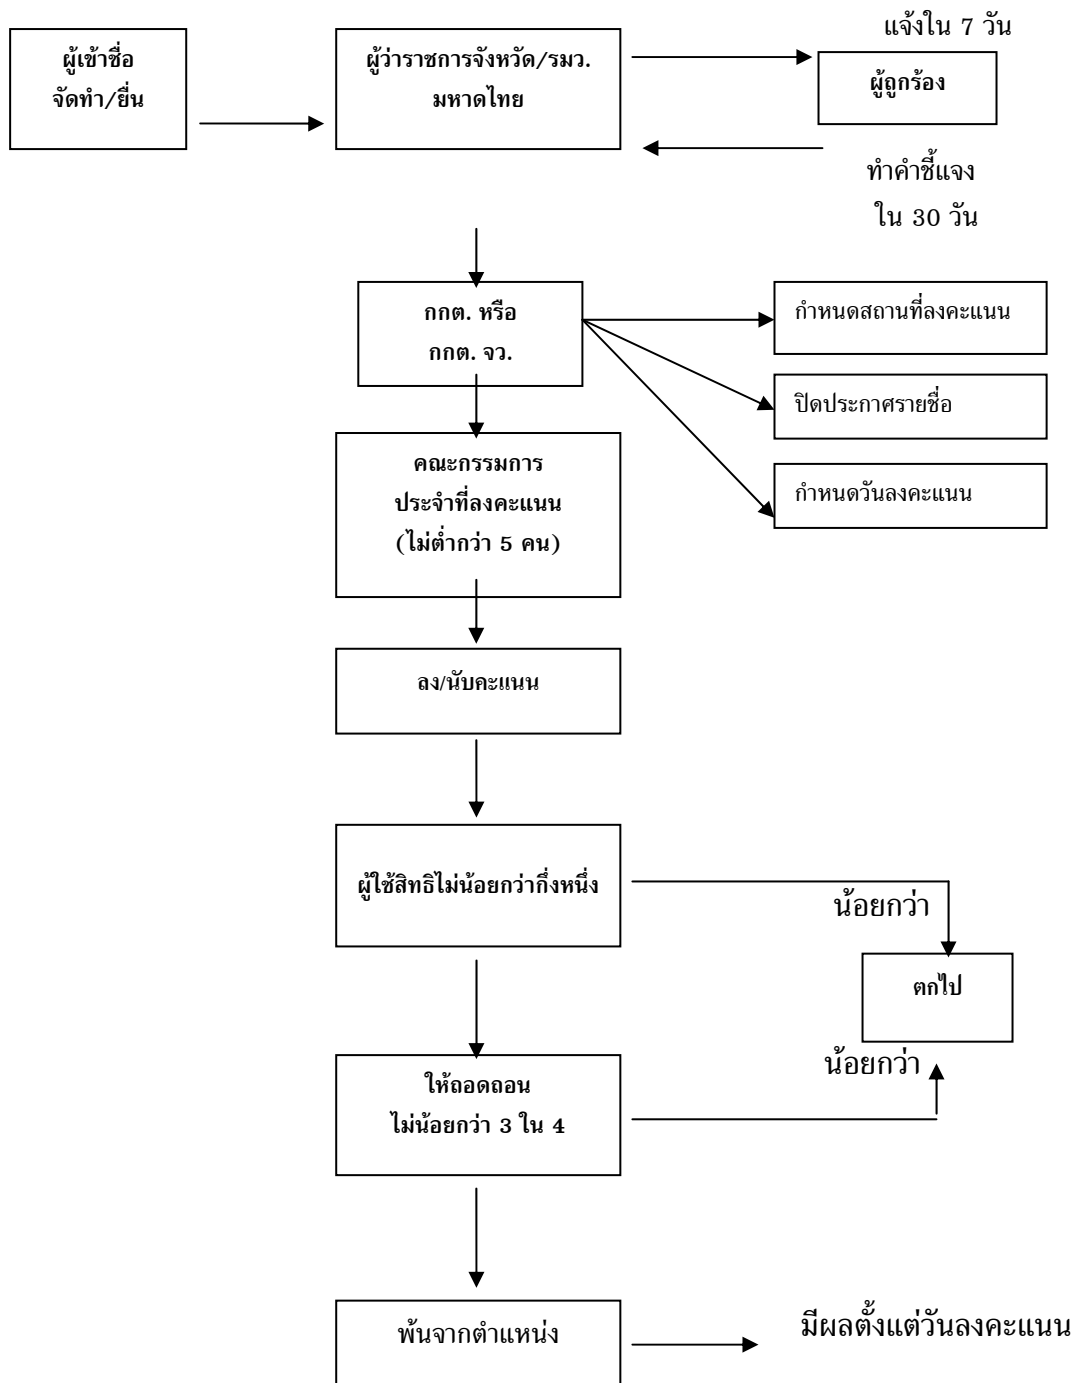 แจ้งใน 7 วัน
ผู้เข้าชื่อ
จัดทำ/ยื่น
ผู้ว่าราชการจังหวัด/รมว.
มหาดไทย
ผู้ถูกร้อง
ทำคำชี้แจง
ใน 30 วัน
กกต. หรือ
กกต. จว.
กำหนดสถานที่ลงคะแนน
ปิดประกาศรายชื่อ
กำหนดวันลงคะแนน
คณะกรรมการ
ประจำที่ลงคะแนน
(ไม่ต่ำกว่า 5 คน)
ลง/นับคะแนน
ผู้ใช้สิทธิไม่น้อยกว่ากึ่งหนึ่ง
น้อยกว่า
ตกไป
น้อยกว่า
ให้ถอดถอน
ไม่น้อยกว่า 3 ใน 4
พ้นจากตำแหน่ง
มีผลตั้งแต่วันลงคะแนน